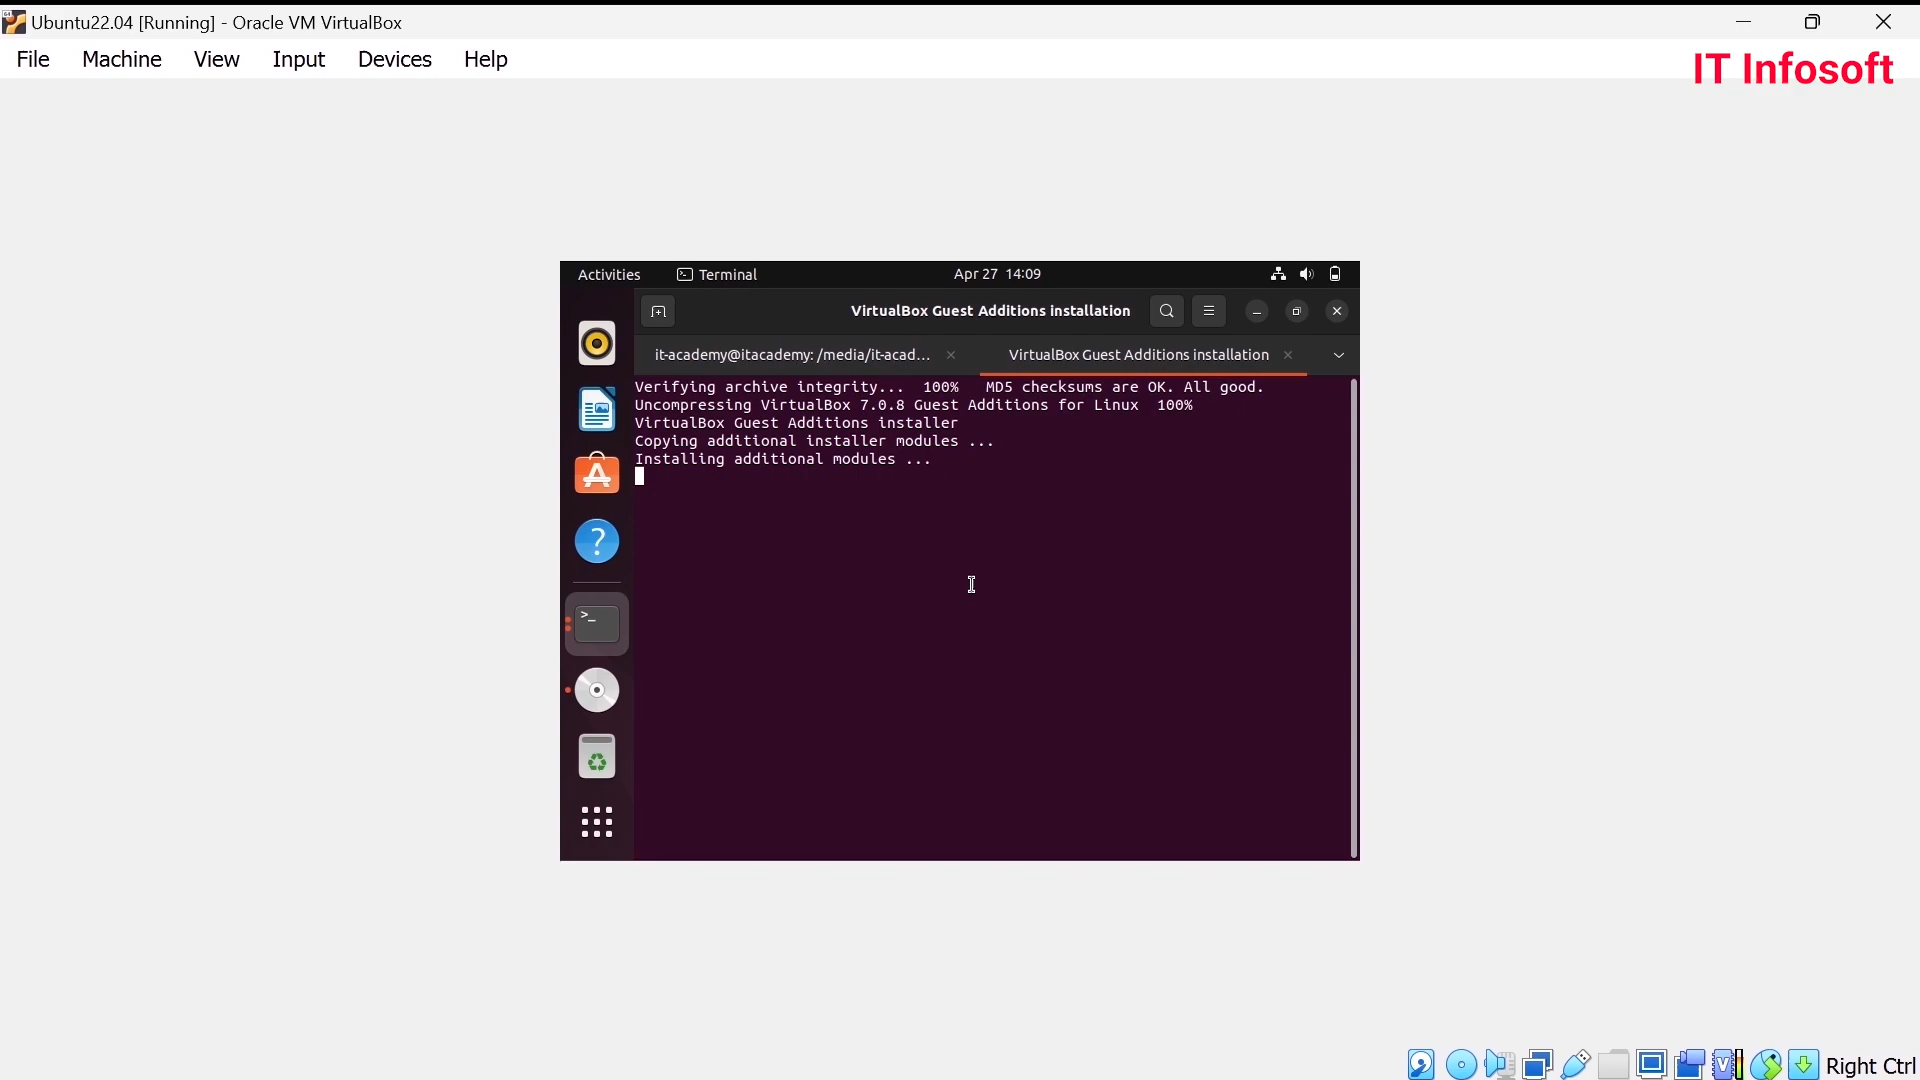 Ubuntu22.04 [Running] - Oracle VM VirtualBox
File Machine View Input Devices Help
IT Infosoft
Activities Terminal Apr 27 14:09
VirtualBox Guest Additions installation
it-academy@itacademy: /media/it-acad... VirtualBox Guest Additions installation
Verifying archive integrity... 100% MD5 checksums are OK. All good.
Uncompressing VirtualBox 7.0.8 Guest Additions for Linux 100%
VirtualBox Guest Additions installer
Copying additional installer modules ...
Installing additional modules ...
Right Ctrl